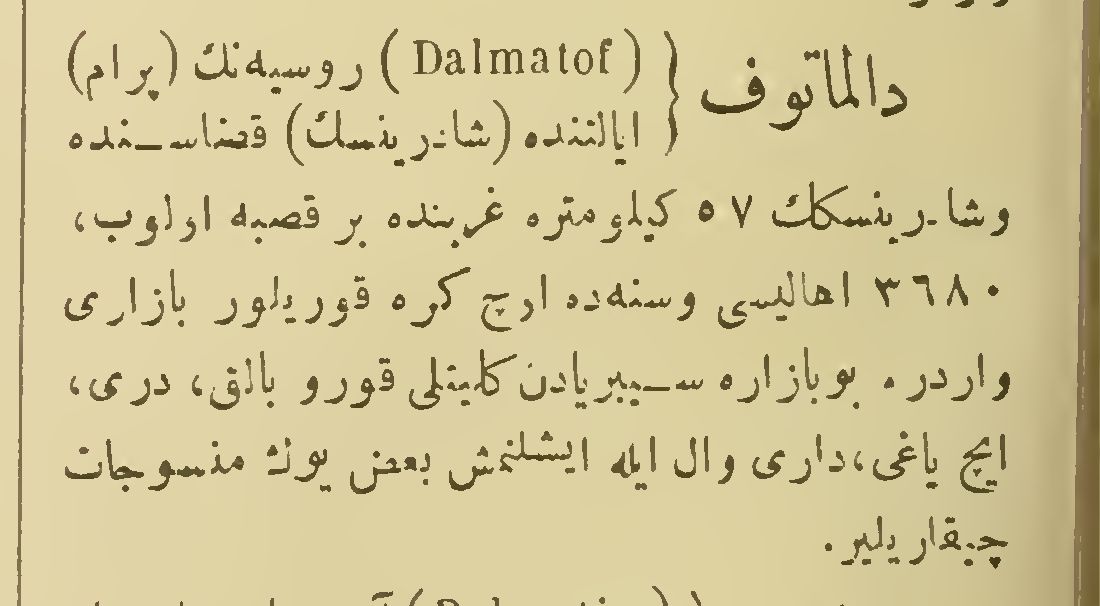 دالماتوف { (Dalmatof) روسیه‌نك (پرام)
ایالتنده (شادرینسك) قضاسنده
وشادرینسكك ٥٧ كیلومتره غربنده بر قصبه اولوب،
٣٦٨٠ اهالیسی وسنه‌ده اوچ كره قوریلور بازاری
واردر. بوبازاره سیبریادن كلیتلی قورو بالق، دری،
ایچ یاغی، داری وال ایله ایشلنمش بعض یوك منسوجات
چیقاریلیر.